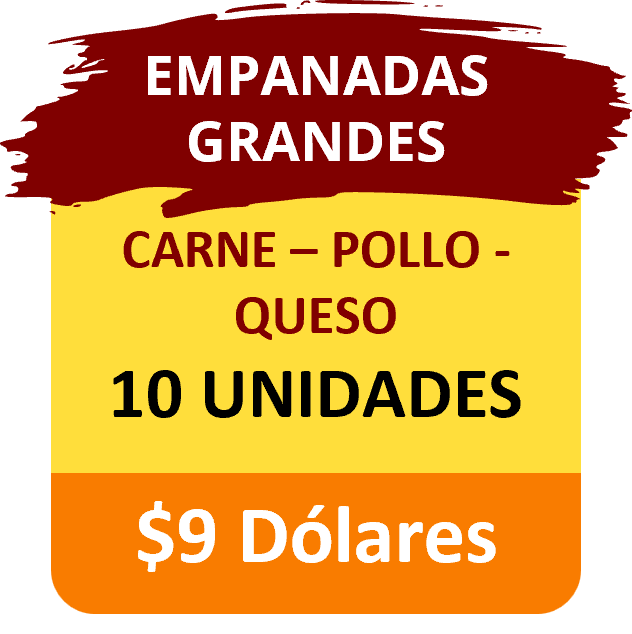 EMPANADAS
GRANDES
CARNE – POLLO -
QUESO
10 UNIDADES
$9 Dólares